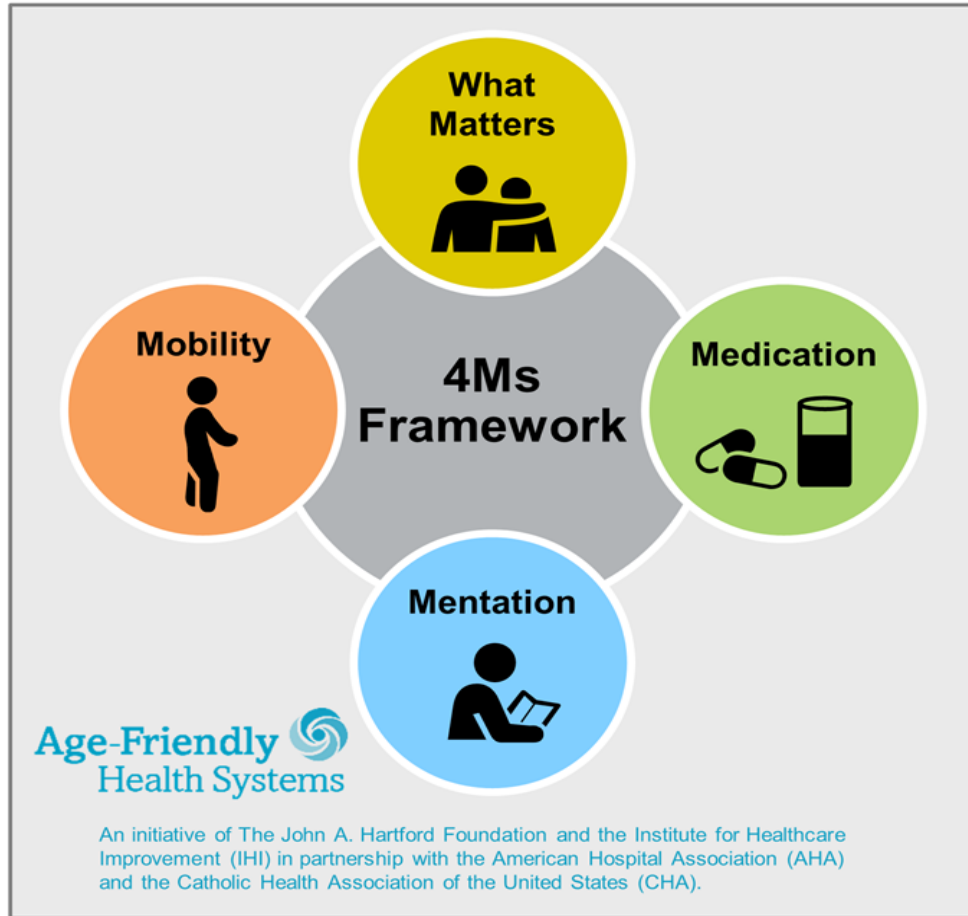 What
Matters
Mobility
4Ms
Framework
Medication
Mentation
Age-Friendly
Health Systems
An initiative of The John A. Hartford Foundation and the Institute for Healthcare
Improvement (IHI) in partnership with the American Hospital Association (AHA)
and the Catholic Health Association of the United States (CHA).